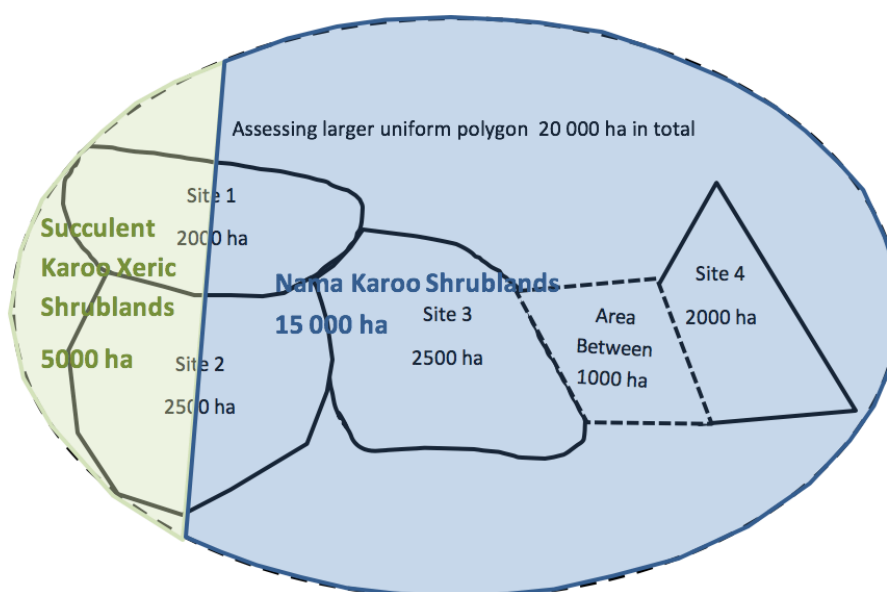 Assessing larger uniform polygon 20 000 ha in total
Site 1
2000 ha
Succulent
Karoo Xeric
Shrublands
5000 ha
Nama Karoo Shrublands
15 000 ha
Site 2
2500 ha
Site 3
2500 ha
Area
Between
1000 ha
Site 4
2000 ha